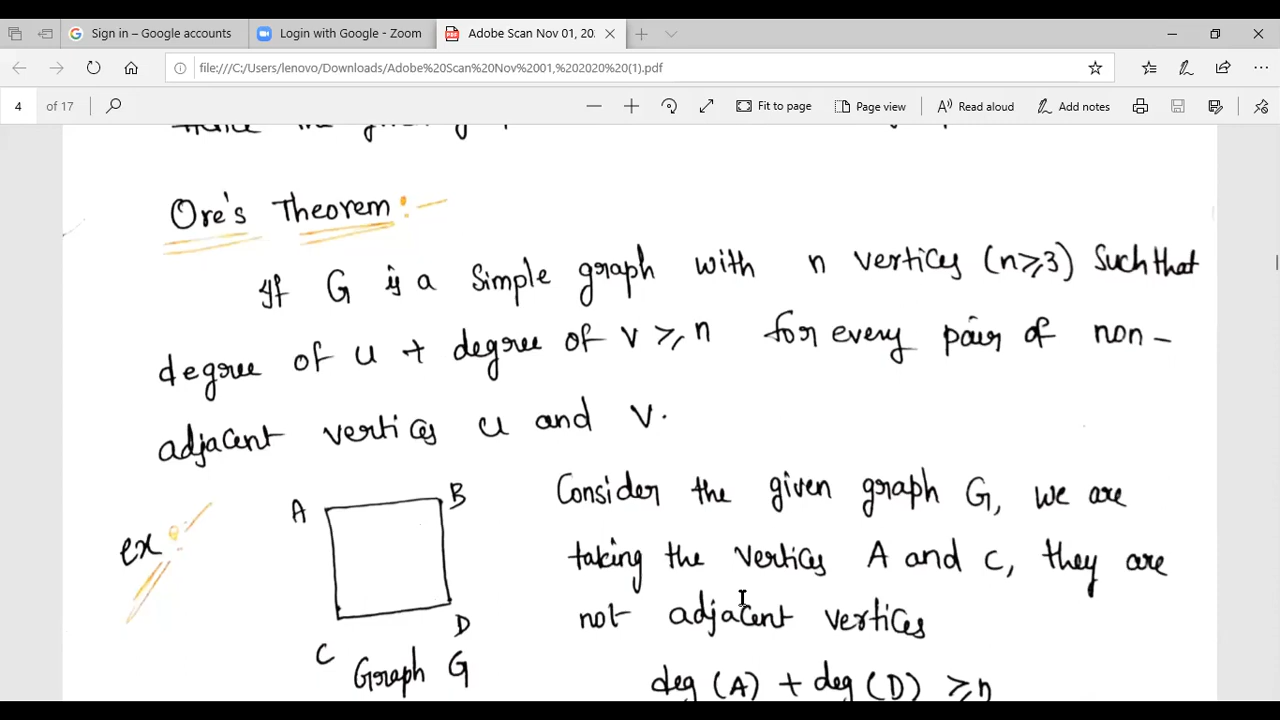 Sign in – Google accounts
Login with Google - Zoom
Adobe Scan Nov 01, 202
file:///C:/Users/lenovo/Downloads/Adobe%20Scan%20Nov%2001,%202020%20(1).pdf
4 of 17
Fit to page
Page view
Read aloud
Add notes
Hence the given
Ore's Theorem :-
If G is a Simple graph with n vertices (n≥3) Such that
degree of u + degree of v ≥ n for every pair of non-
adjacent vertices u and v.
ex :
A
B
C
D
Graph G
Consider the given graph G, we are
taking the vertices A and C, they are
not adjacent vertices
deg (A) + deg (D) ≥ n